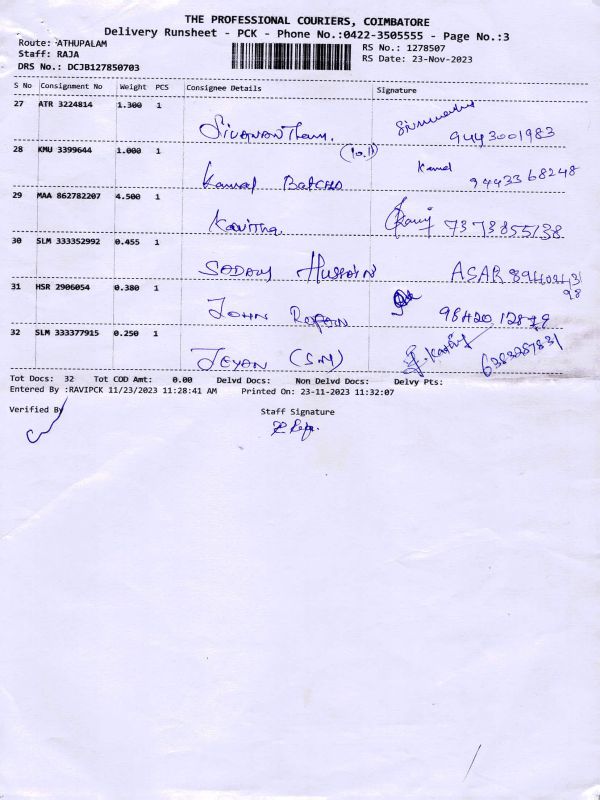 THE PROFESSIONAL COURIERS, COIMBATORE
Delivery Runsheet - PCK - Phone No.:0422-3505555 - Page No.:3
Route: ATHUPALAM RS No.: 1278507
Staff: RAJA RS Date: 23-Nov-2023
DRS No.: DCJB127850703
S No Consignment No Weight PCS Consignee Details Signature
27 ATR 3224814 1.300 1
Sivanantham. 9443001983
28 KMU 3399644 1.000 1 (10.11)
Kamal 9443368248
29 MAA 862782207 4.500 1
Kavitha. 7373855138
30 SLM 333352992 0.455 1
Hussain ASAR
31 HSR 2906054 0.380 1
John 98420 12879
32 SLM 333377915 0.250 1
Jeyan (S.M) 6383287831
Tot Docs: 32 Tot COD Amt: 0.00 Delvd Docs: Non Delvd Docs: Delvy Pts:
Entered By :RAVIPCK 11/23/2023 11:28:41 AM Printed On: 23-11-2023 11:32:07
Verified By Staff Signature